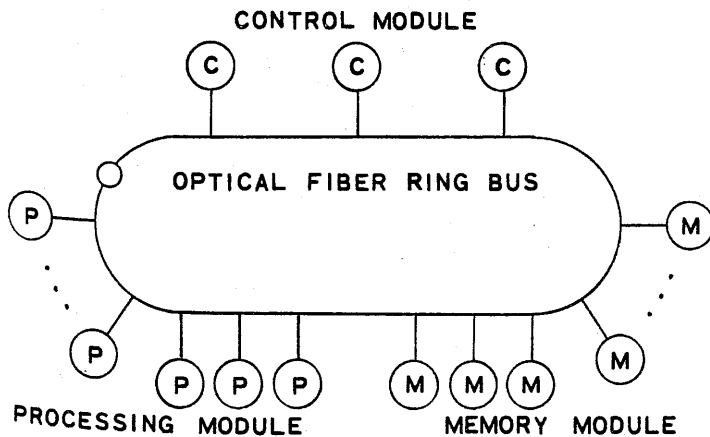 CONTROL MODULE
C C C
OPTICAL FIBER RING BUS
P M
P M
P P P M M M
PROCESSING MODULE MEMORY MODULE